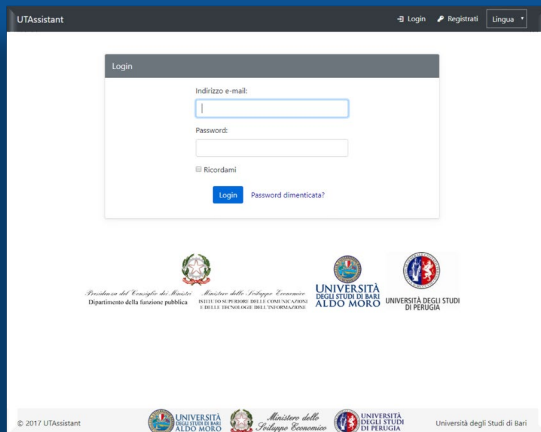 UTAssistant
Login
Registrati
Lingua
Login
Indirizzo e-mail:
Password:
Ricordami
Login
Password dimenticata?
Presidenza del Consiglio dei Ministri
Dipartimento della funzione pubblica
Ministero dello Sviluppo Economico
ISTITUTO SUPERIORE DELLE COMUNICAZIONI
E DELLE TECNOLOGIE DELL'INFORMAZIONE
UNIVERSITÀ
DEGLI STUDI DI BARI
ALDO MORO
UNIVERSITÀ DEGLI STUDI
DI PERUGIA
© 2017 UTAssistant
UNIVERSITÀ
DEGLI STUDI DI BARI
ALDO MORO
Ministero dello
Sviluppo Economico
UNIVERSITÀ
DEGLI STUDI
DI PERUGIA
Università degli Studi di Bari